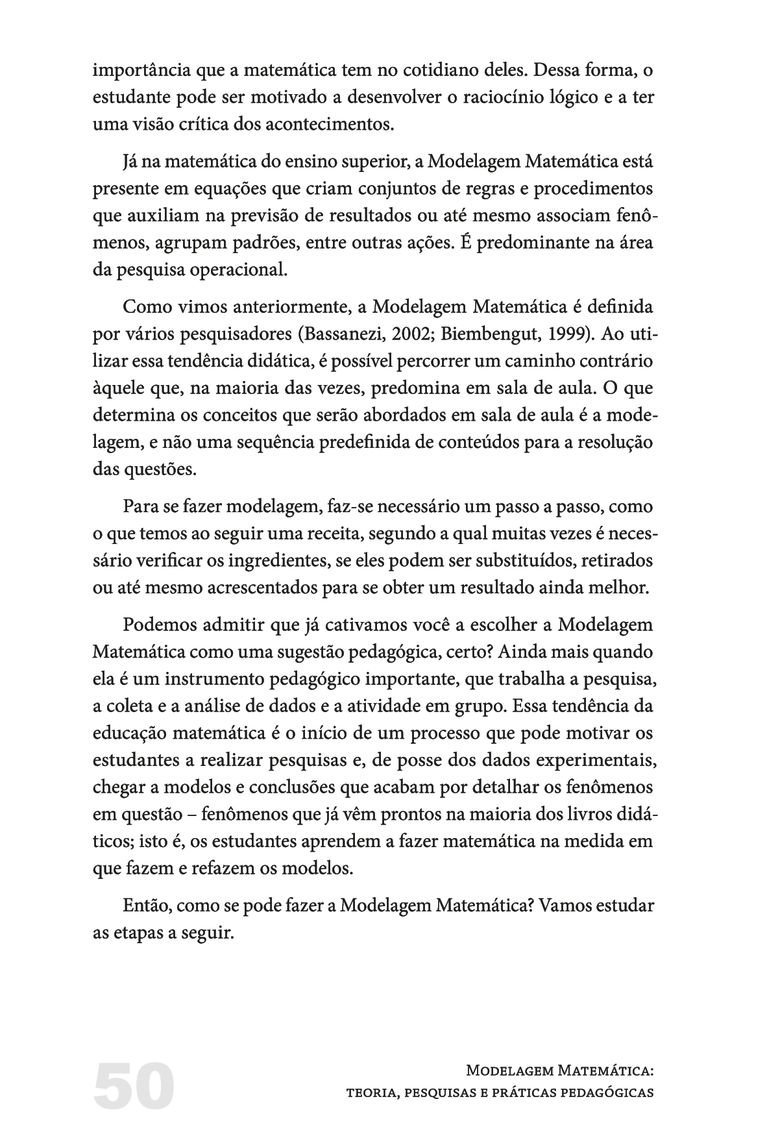 importância que a matemática tem no cotidiano deles. Dessa forma, o
estudante pode ser motivado a desenvolver o raciocínio lógico e a ter
uma visão crítica dos acontecimentos.
Já na matemática do ensino superior, a Modelagem Matemática está
presente em equações que criam conjuntos de regras e procedimentos
que auxiliam na previsão de resultados ou até mesmo associam fenô-
menos, agrupam padrões, entre outras ações. É predominante na área
da pesquisa operacional.
Como vimos anteriormente, a Modelagem Matemática é definida
por vários pesquisadores (Bassanezi, 2002; Biembengut, 1999). Ao uti-
lizar essa tendência didática, é possível percorrer um caminho contrário
àquele que, na maioria das vezes, predomina em sala de aula. O que
determina os conceitos que serão abordados em sala de aula é a mode-
lagem, e não uma sequência predefinida de conteúdos para a resolução
das questões.
Para se fazer modelagem, faz-se necessário um passo a passo, como
o que temos ao seguir uma receita, segundo a qual muitas vezes é neces-
sário verificar os ingredientes, se eles podem ser substituídos, retirados
ou até mesmo acrescentados para se obter um resultado ainda melhor.
Podemos admitir que já cativamos você a escolher a Modelagem
Matemática como uma sugestão pedagógica, certo? Ainda mais quando
ela é um instrumento pedagógico importante, que trabalha a pesquisa,
a coleta e a análise de dados e a atividade em grupo. Essa tendência da
educação matemática é o início de um processo que pode motivar os
estudantes a realizar pesquisas e, de posse dos dados experimentais,
chegar a modelos e conclusões que acabam por detalhar os fenômenos
em questão – fenômenos que já vêm prontos na maioria dos livros didá-
ticos; isto é, os estudantes aprendem a fazer matemática na medida em
que fazem e refazem os modelos.
Então, como se pode fazer a Modelagem Matemática? Vamos estudar
as etapas a seguir.
50
Modelagem Matemática:
teoria, pesquisas e práticas pedagógicas